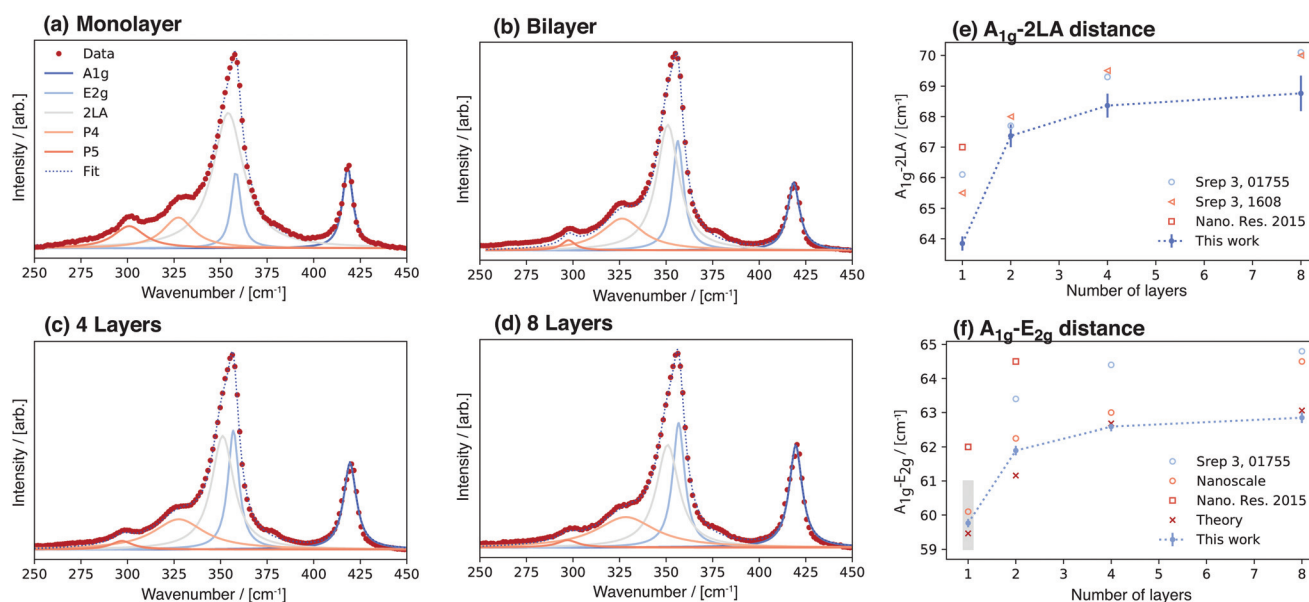 (a) Monolayer
Data
A1g
E2g
2LA
P4
P5
Fit
Intensity / [arb.]
250 275 300 325 350 375 400 425 450
Wavenumber / [cm⁻¹]
(b) Bilayer
Intensity / [arb.]
250 275 300 325 350 375 400 425 450
Wavenumber / [cm⁻¹]
(e) A₁g-2LA distance
70
69
68
67
66
65
64
A₁g-2LA / [cm⁻¹]
Srep 3, 01755
Srep 3, 1608
Nano. Res. 2015
This work
1 2 3 4 5 6 7 8
Number of layers
(c) 4 Layers
Intensity / [arb.]
250 275 300 325 350 375 400 425 450
Wavenumber / [cm⁻¹]
(d) 8 Layers
Intensity / [arb.]
250 275 300 325 350 375 400 425 450
Wavenumber / [cm⁻¹]
(f) A₁g-E₂g distance
65
64
63
62
61
60
59
A₁g-E₂g / [cm⁻¹]
Srep 3, 01755
Nanoscale
Nano. Res. 2015
Theory
This work
1 2 3 4 5 6 7 8
Number of layers